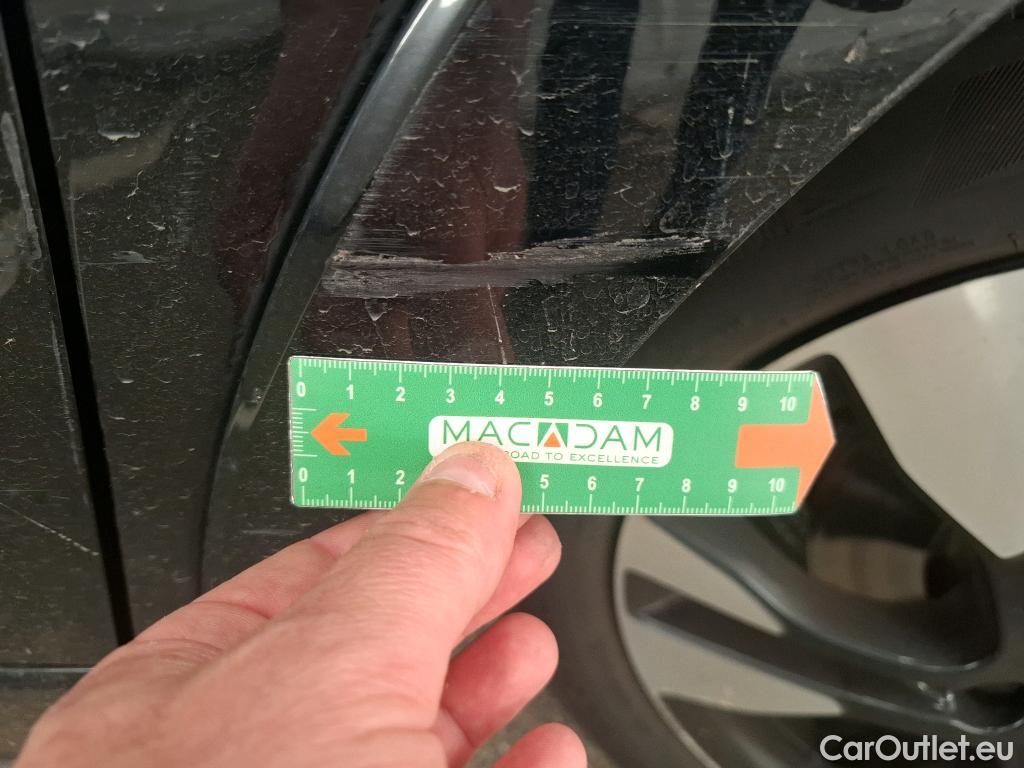 0 1 2 3 4 5 6 7 8 9 10
MACADAM
ROAD TO EXCELLENCE
0 1 2 5 6 7 8 9 10
CarOutlet.eu